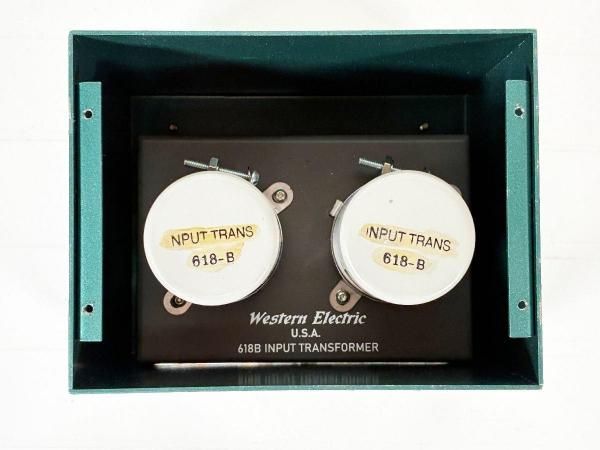 NPUT TRANS
618-B
INPUT TRANS
618-B
Western Electric
U.S.A.
618B INPUT TRANSFORMER